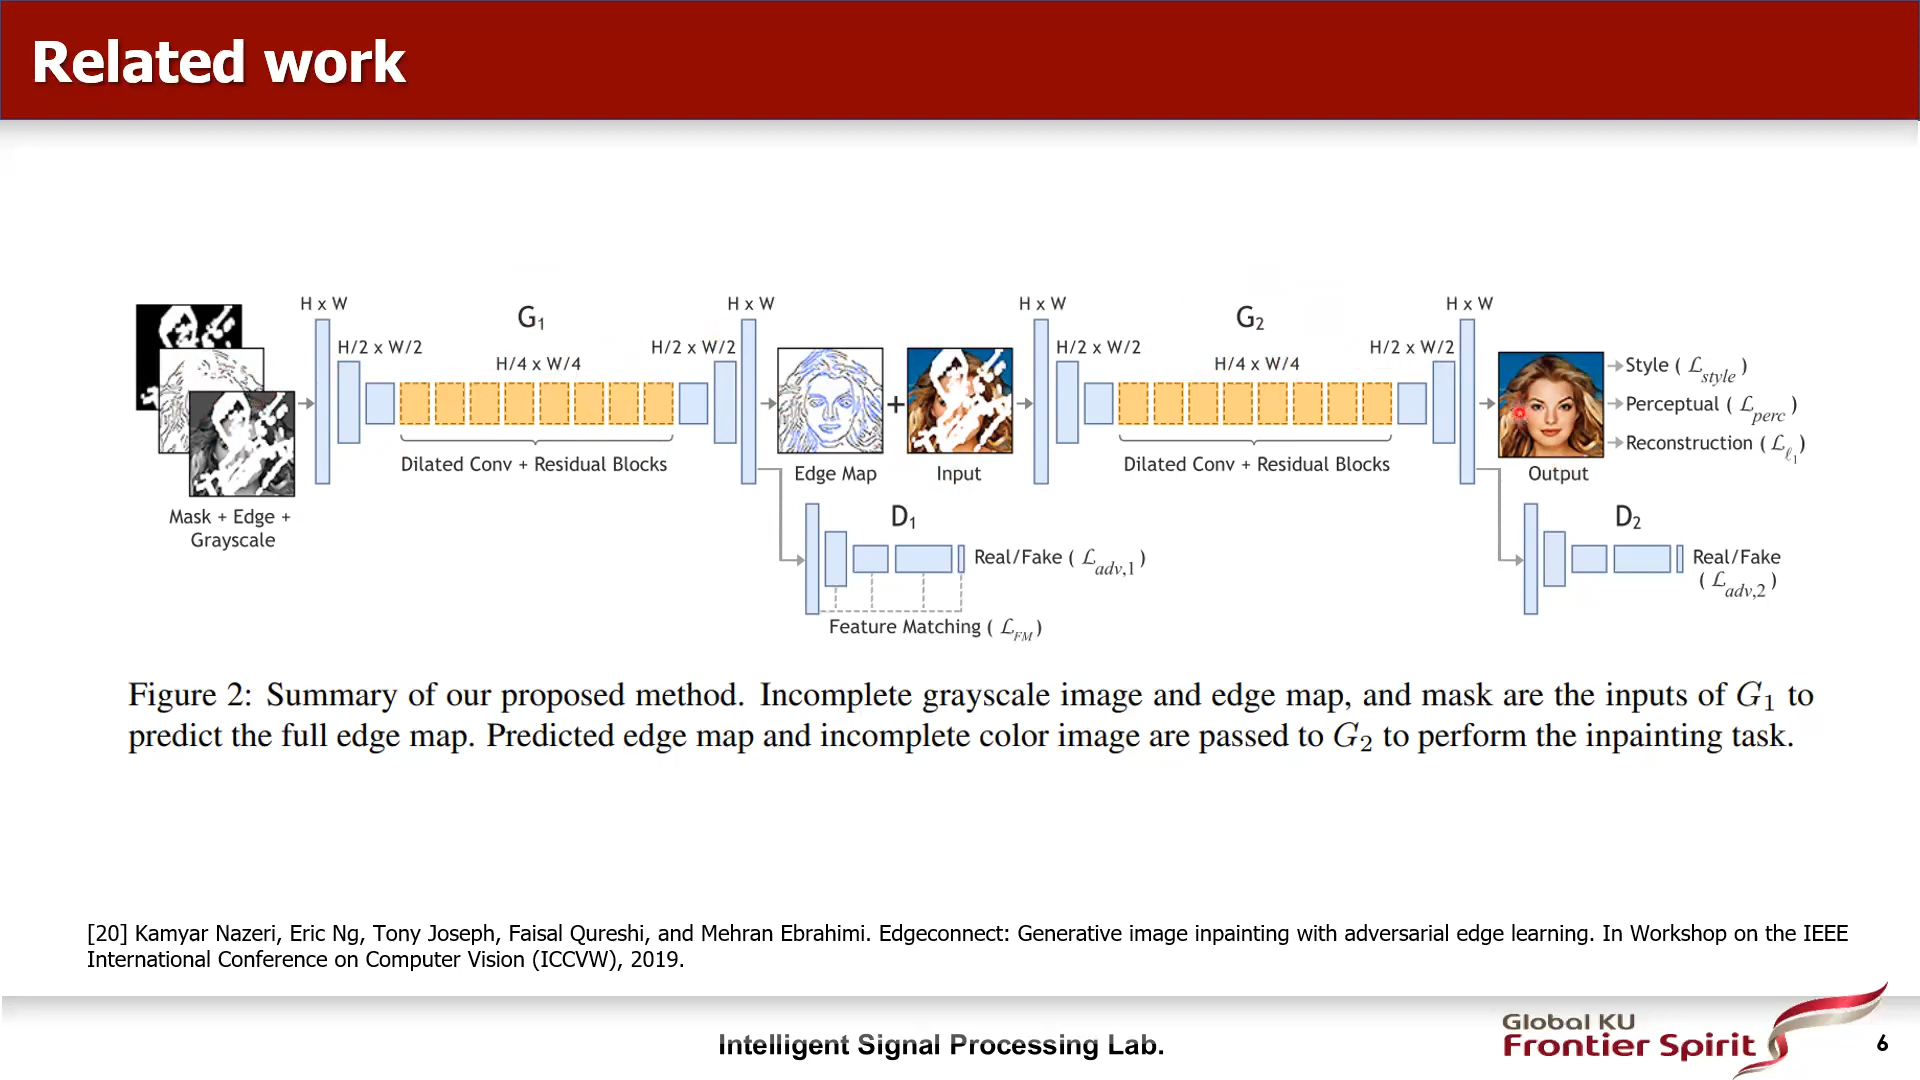 Related work
H x W
G₁
H/2 x W/2
H/4 x W/4
H/2 x W/2
H x W
H x W
G₂
H/2 x W/2
H/4 x W/4
H/2 x W/2
H x W
Mask + Edge +
Grayscale
Dilated Conv + Residual Blocks
Edge Map
+
Input
Dilated Conv + Residual Blocks
Output
Style ( ℒstyle )
Perceptual ( ℒperc )
Reconstruction ( ℒℓ₁ )
D₁
Real/Fake ( ℒadv,1 )
Feature Matching ( ℒFM )
D₂
Real/Fake
( ℒadv,2 )
Figure 2: Summary of our proposed method. Incomplete grayscale image and edge map, and mask are the inputs of G₁ to
predict the full edge map. Predicted edge map and incomplete color image are passed to G₂ to perform the inpainting task.
[20] Kamyar Nazeri, Eric Ng, Tony Joseph, Faisal Qureshi, and Mehran Ebrahimi. Edgeconnect: Generative image inpainting with adversarial edge learning. In Workshop on the IEEE
International Conference on Computer Vision (ICCVW), 2019.
Intelligent Signal Processing Lab.
Global KU
Frontier Spirit
6